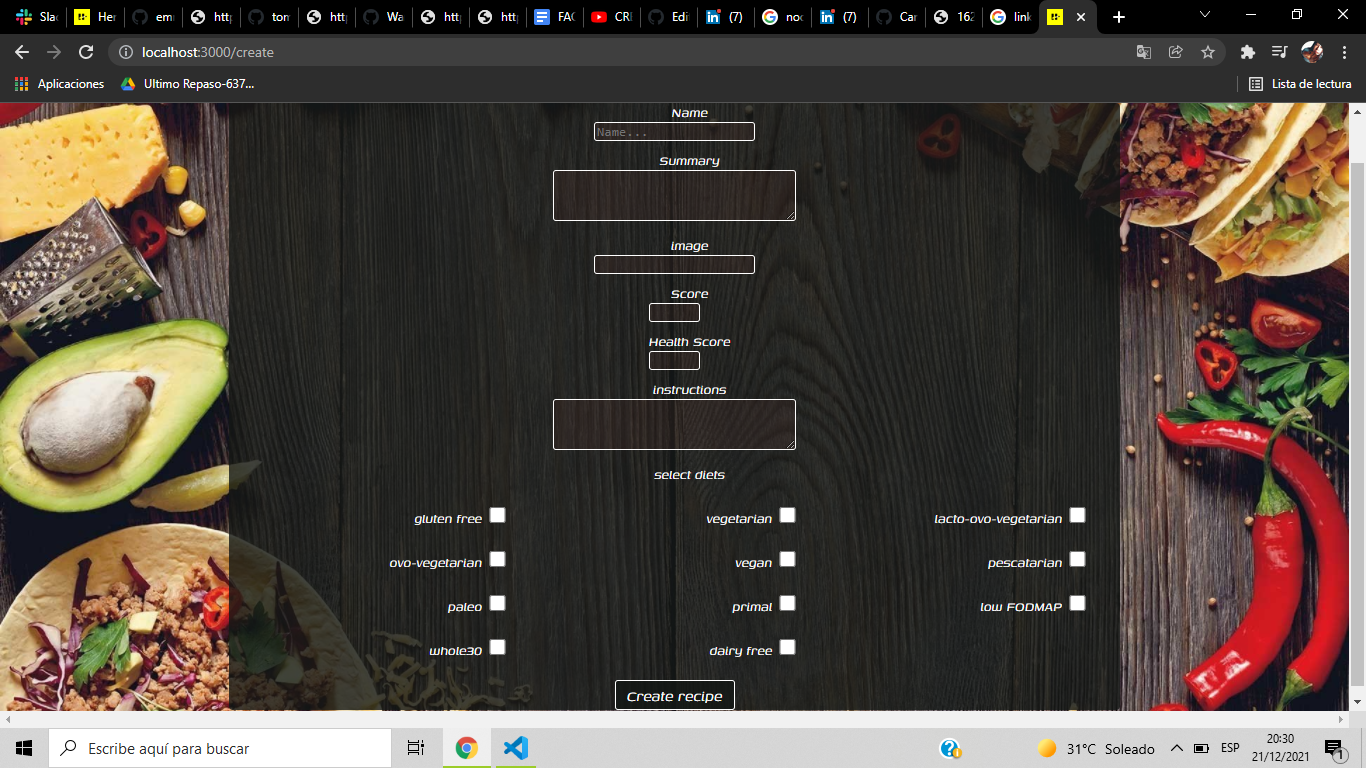 Slac
Her
em
http
tom
http
Wa
http
http
FAC
CRI
Edi
(7)
noc
(7)
Car
162
link
localhost:3000/create
Aplicaciones
Ultimo Repaso-637...
Lista de lectura
Name
Name...
Summary
image
Score
Health Score
instructions
select diets
gluten free vegetarian lacto-ovo-vegetarian
ovo-vegetarian vegan pescatarian
paleo primal low FODMAP
whole30 dairy free
Create recipe
Escribe aquí para buscar
31°C Soleado
ESP
20:30
21/12/2021
1